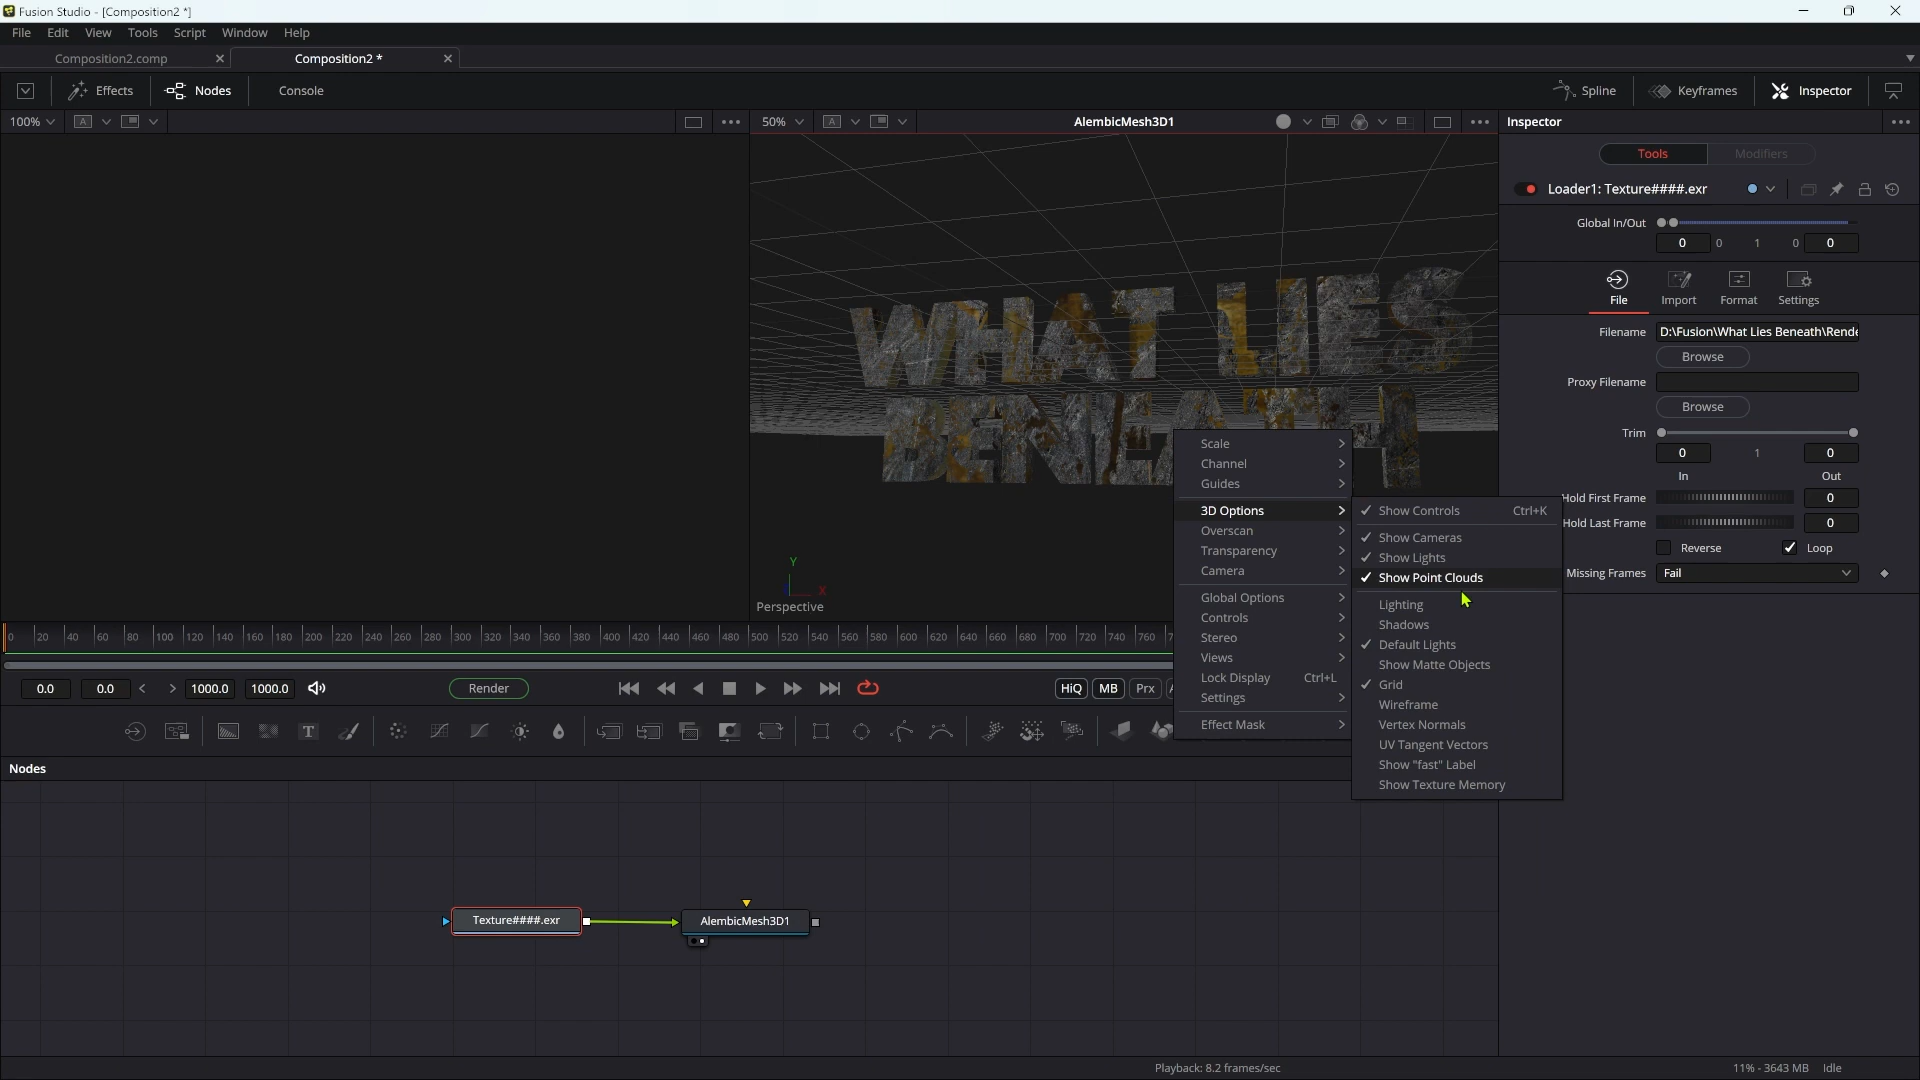 Fusion Studio - [Composition2 *]
File Edit View Tools Script Window Help
Composition2.comp Composition2 *
Effects Nodes Console Spline Keyframes Inspector
100% A 50% A AlembicMesh3D1 Inspector
Tools Modifiers
Loader1: Texture####.exr
Global In/Out
0 0 1 0 0
File Import Format Settings
Filename D:\Fusion\What Lies Beneath\Rende
Browse
Proxy Filename
Browse
Trim
0 1 0
In Out
Hold First Frame 0
Hold Last Frame 0
Reverse Loop
Missing Frames Fail
WHAT LIES
BENEATH
Scale
Channel
Guides
3D Options
Overscan
Transparency
Camera
Global Options
Controls
Stereo
Views
Lock Display Ctrl+L
Settings
Effect Mask
Show Controls Ctrl+K
Show Cameras
Show Lights
Show Point Clouds
Lighting
Shadows
Default Lights
Show Matte Objects
Grid
Wireframe
Vertex Normals
UV Tangent Vectors
Show "fast" Label
Show Texture Memory
Y
X
Perspective
0 20 40 60 80 100 120 140 160 180 200 220 240 260 280 300 320 340 360 380 400 420 440 460 480 500 520 540 560 580 600 620 640 660 680 700 720 740 760
0.0 0.0 1000.0 1000.0 Render HiQ MB Prx
T
Nodes
Texture####.exr AlembicMesh3D1
Playback: 8.2 frames/sec 11% - 3643 MB Idle